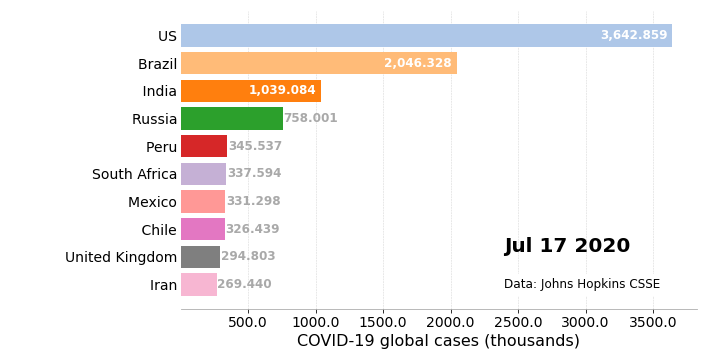 US 3,642.859
Brazil 2,046.328
India 1,039.084
Russia 758.001
Peru 345.537
South Africa 337.594
Mexico 331.298
Chile 326.439
United Kingdom 294.803
Iran 269.440
Jul 17 2020
Data: Johns Hopkins CSSE
500.0 1000.0 1500.0 2000.0 2500.0 3000.0 3500.0
COVID-19 global cases (thousands)